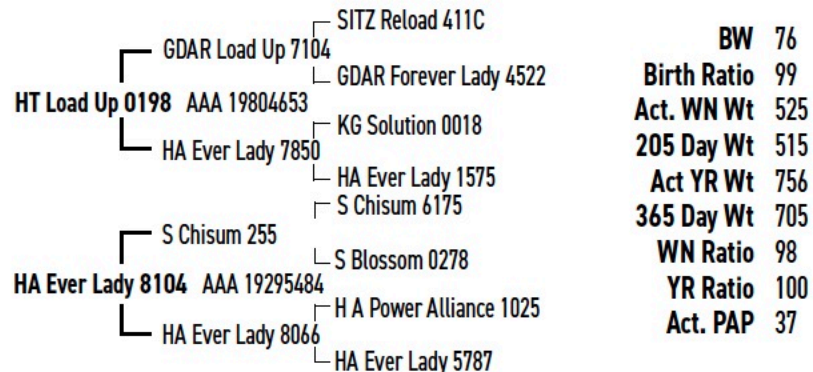 SITZ Reload 411C
GDAR Load Up 7104
GDAR Forever Lady 4522
HT Load Up 0198 AAA 19804653
KG Solution 0018
HA Ever Lady 7850
HA Ever Lady 1575
S Chisum 6175
S Chisum 255
S Blossom 0278
HA Ever Lady 8104 AAA 19295484
H A Power Alliance 1025
HA Ever Lady 8066
HA Ever Lady 5787
BW 76
Birth Ratio 99
Act. WN Wt 525
205 Day Wt 515
Act YR Wt 756
365 Day Wt 705
WN Ratio 98
YR Ratio 100
Act. PAP 37